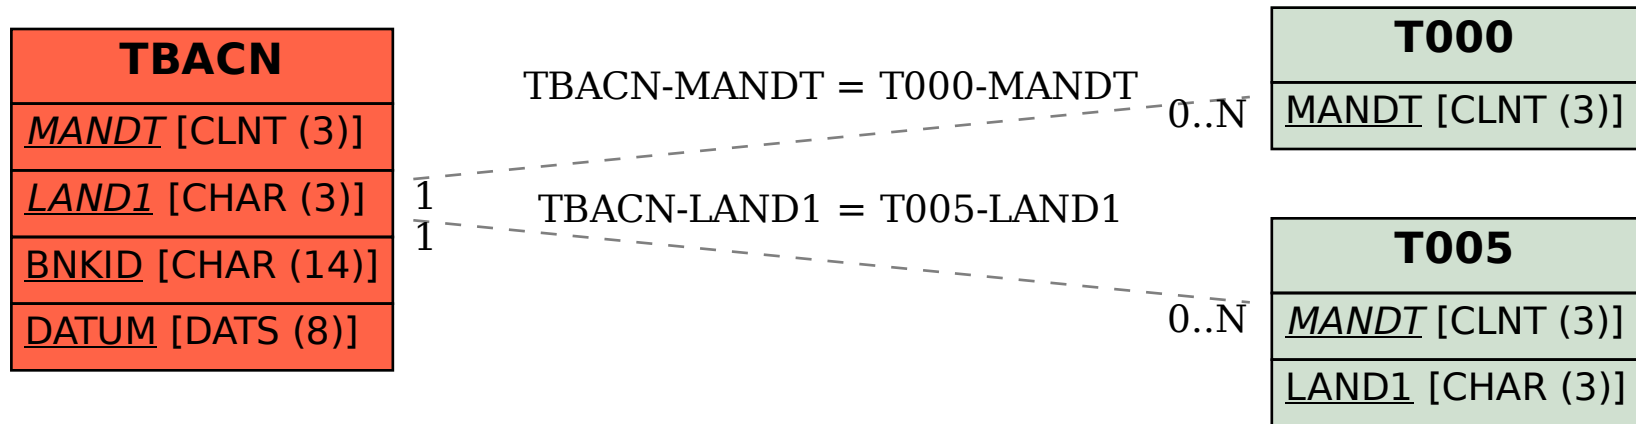 TBACN
MANDT [CLNT (3)]
LAND1 [CHAR (3)]
BNKID [CHAR (14)]
DATUM [DATS (8)]
TBACN-MANDT = T000-MANDT
1
0..N
TBACN-LAND1 = T005-LAND1
1
0..N
T000
MANDT [CLNT (3)]
T005
MANDT [CLNT (3)]
LAND1 [CHAR (3)]